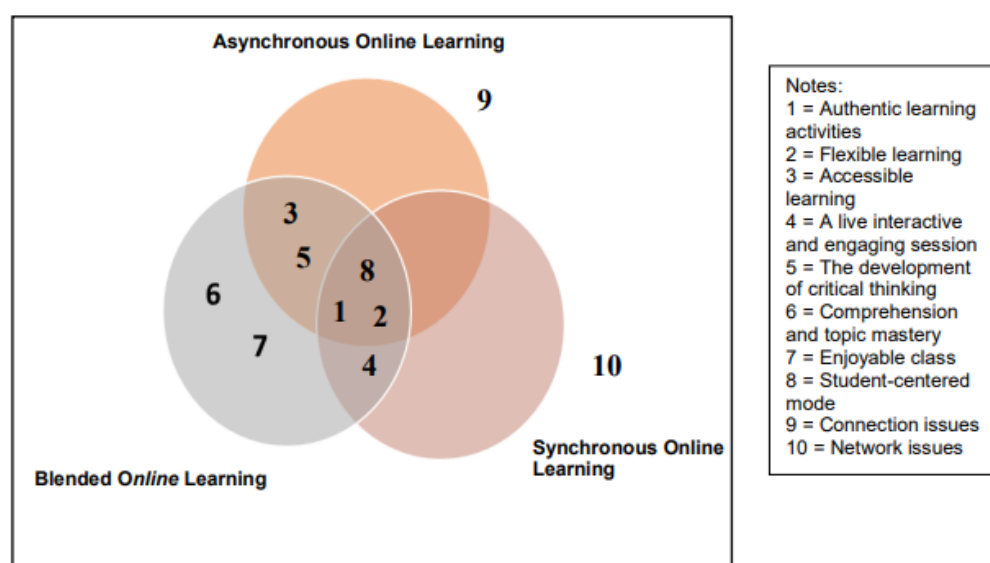 Asynchronous Online Learning
9
3
5
8
6
1
2
7
4
10
Synchronous Online
Learning
Blended Online Learning
Notes:
1 = Authentic learning
activities
2 = Flexible learning
3 = Accessible
learning
4 = A live interactive
and engaging session
5 = The development
of critical thinking
6 = Comprehension
and topic mastery
7 = Enjoyable class
8 = Student-centered
mode
9 = Connection issues
10 = Network issues